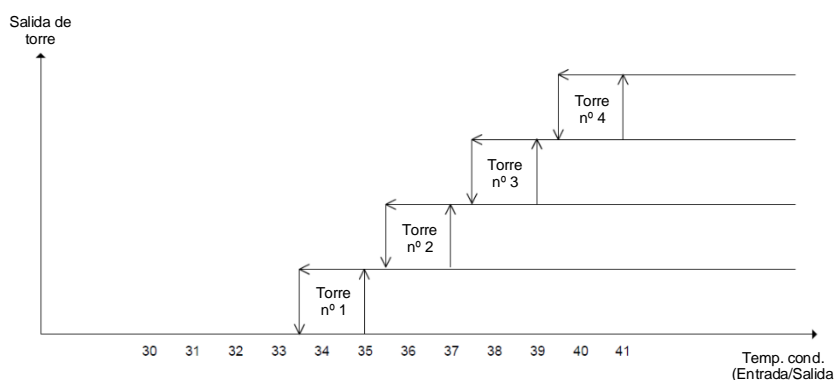 Salida de
torre
Torre
nº 4
Torre
nº 3
Torre
nº 2
Torre
nº 1
30 31 32 33 34 35 36 37 38 39 40 41
Temp. cond.
(Entrada/Salida